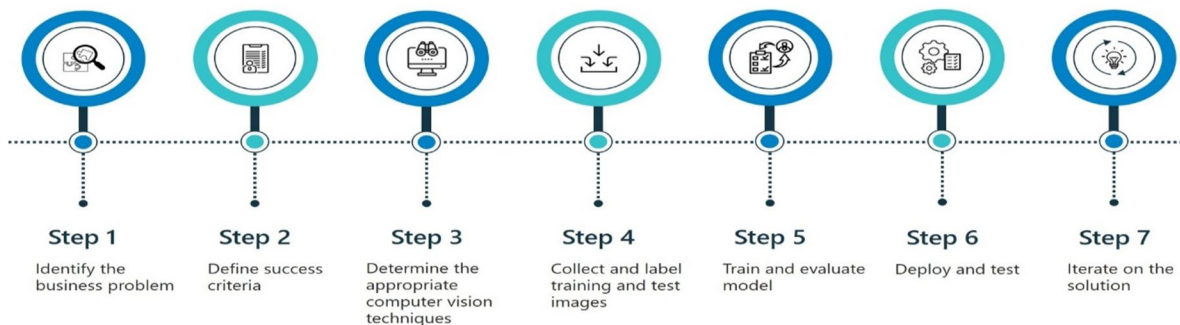 Step 1
Identify the
business problem
Step 2
Define success
criteria
Step 3
Determine the
appropriate
computer vision
techniques
Step 4
Collect and label
training and test
images
Step 5
Train and evaluate
model
Step 6
Deploy and test
Step 7
Iterate on the
solution